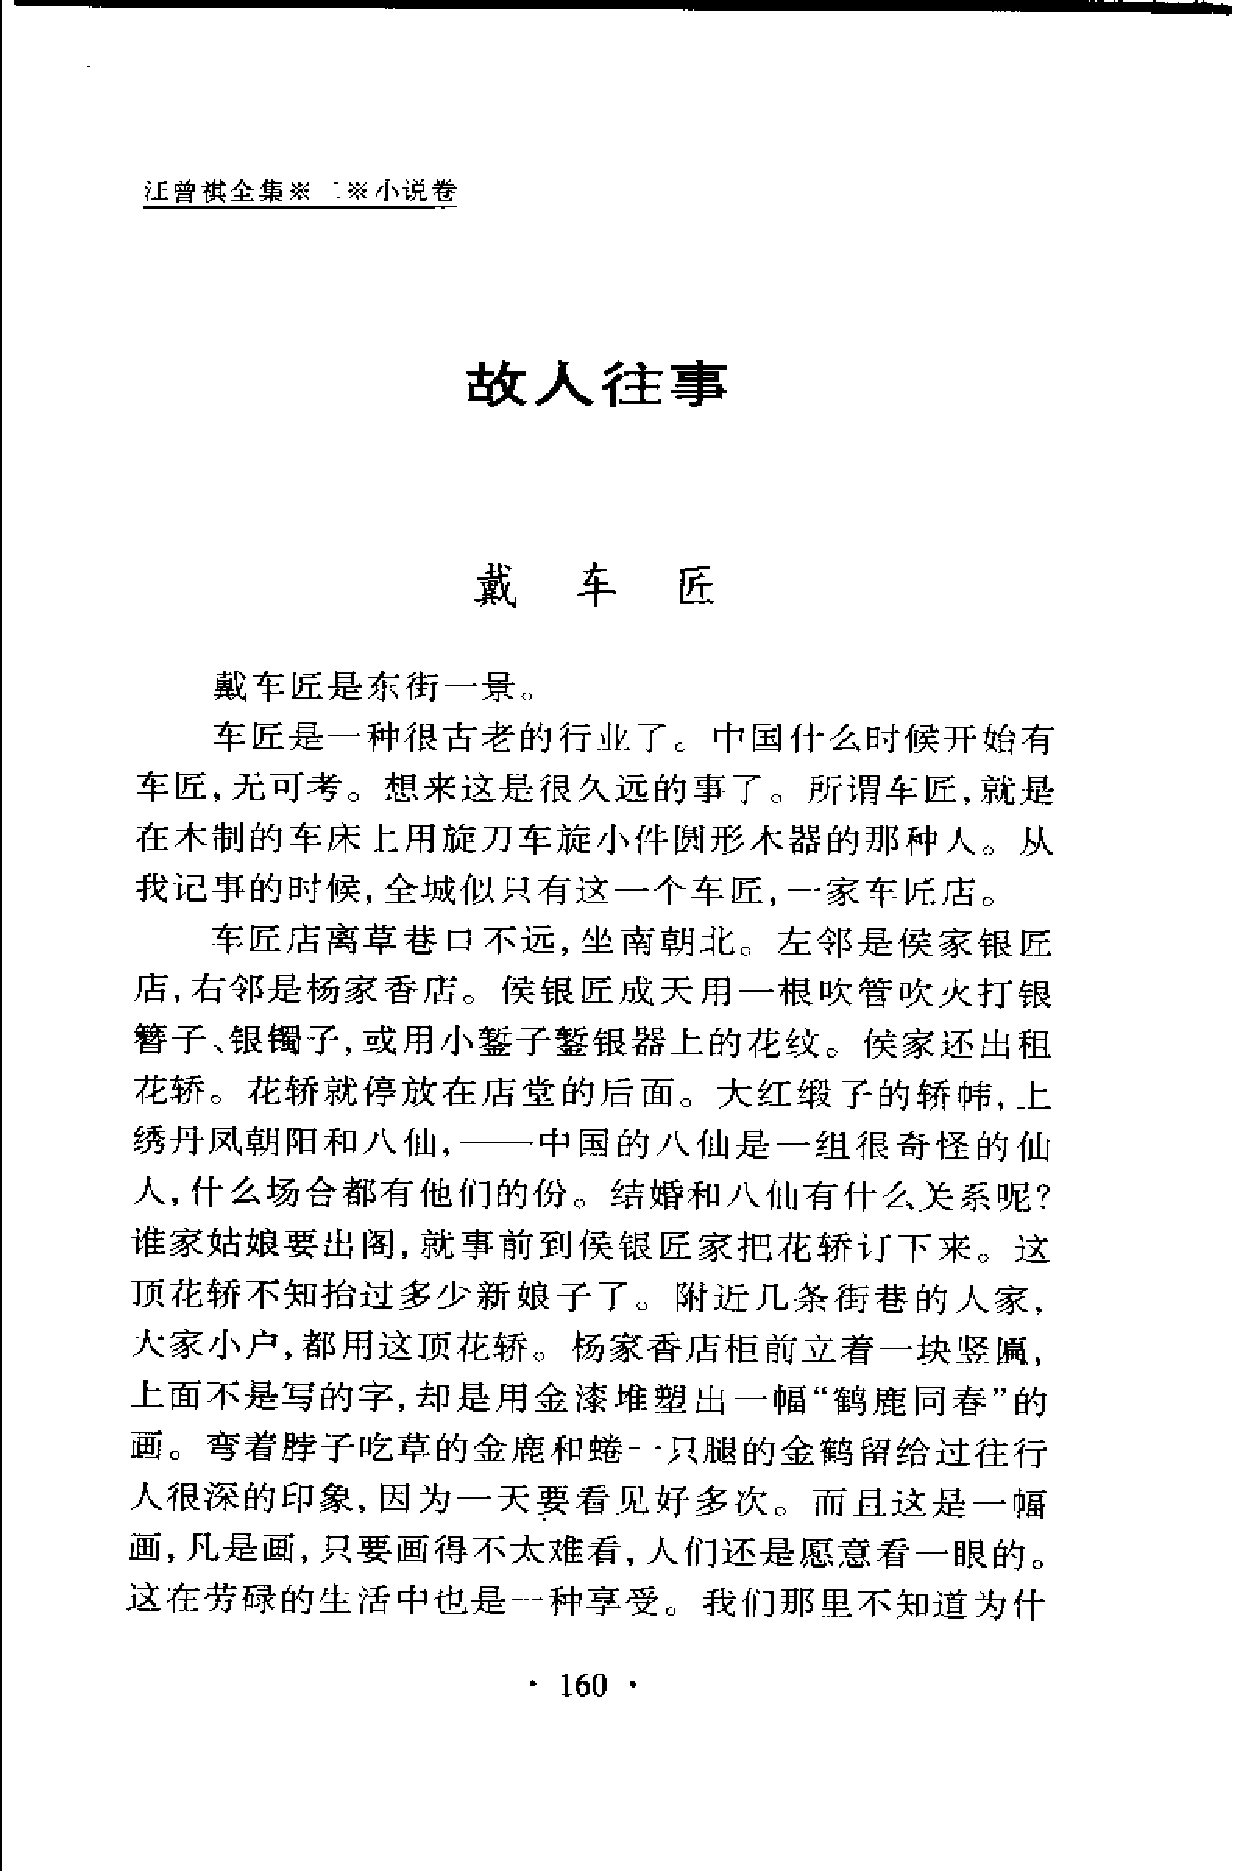 汪曾祺全集※二※小说卷
故人往事
戴 车 匠
戴车匠是东街一景。
车匠是一种很古老的行业了。中国什么时候开始有
车匠,无可考。想来这是很久远的事了。所谓车匠,就是
在木制的车床上用旋刀车旋小件圆形木器的那种人。从
我记事的时候,全城似只有这一个车匠,一家车匠店。
车匠店离草巷口不远,坐南朝北。左邻是侯家银匠
店,右邻是杨家香店。侯银匠成天用一根吹管吹火打银
簪子、银镯子,或用小錾子錾银器上的花纹。侯家还出租
花轿。花轿就停放在店堂的后面。大红缎子的轿帏,上
绣丹凤朝阳和八仙,——中国的八仙是一组很奇怪的仙
人,什么场合都有他们的份。结婚和八仙有什么关系呢?
谁家姑娘要出阁,就事前到侯银匠家把花轿订下来。这
顶花轿不知抬过多少新娘子了。附近几条街巷的人家,
大家小户,都用这顶花轿。杨家香店柜前立着一块竖匾,
上面不是写的字,却是用金漆堆塑出一幅“鹤鹿同春”的
画。弯着脖子吃草的金鹿和蜷一只腿的金鹤留给过往行
人很深的印象,因为一天要看见好多次。而且这是一幅
画,凡是画,只要画得不太难看,人们还是愿意看一眼的。
这在劳碌的生活中也是一种享受。我们那里不知道为什
· 160 ·